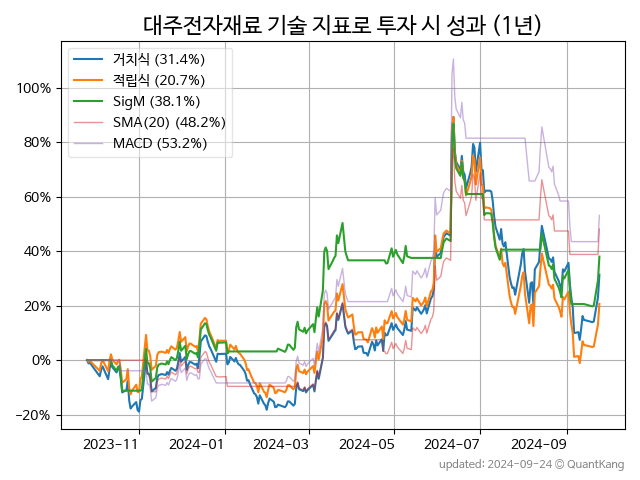 대주전자재료 기술 지표로 투자 시 성과 (1년)
거치식 (31.4%)
적립식 (20.7%)
SigM (38.1%)
SMA(20) (48.2%)
MACD (53.2%)
100%
80%
60%
40%
20%
0%
−20%
2023-11
2024-01
2024-03
2024-05
2024-07
2024-09
updated: 2024-09-24 © QuantKang